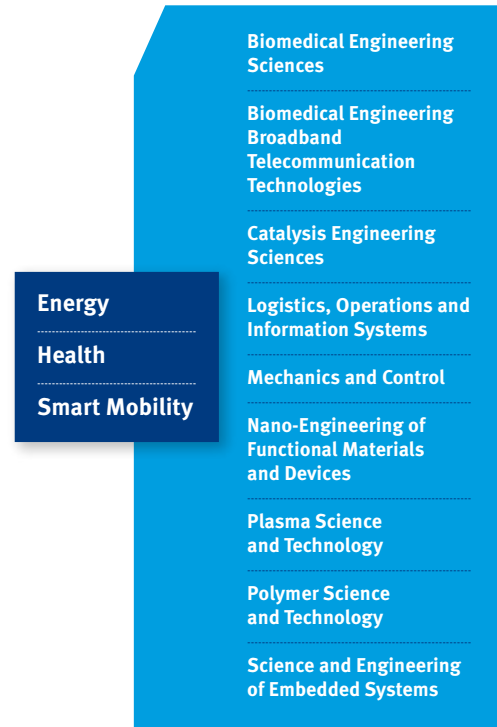 Biomedical Engineering
Sciences
Biomedical Engineering
Broadband
Telecommunication
Technologies
Catalysis Engineering
Sciences
Logistics, Operations and
Information Systems
Mechanics and Control
Nano-Engineering of
Functional Materials
and Devices
Plasma Science
and Technology
Polymer Science
and Technology
Science and Engineering
of Embedded Systems
Energy
Health
Smart Mobility